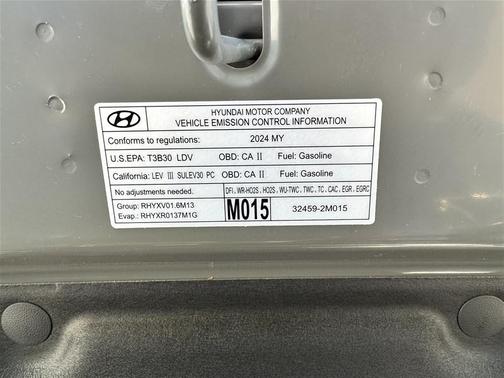 HYUNDAI MOTOR COMPANY
VEHICLE EMISSION CONTROL INFORMATION
Conforms to regulations: 2024 MY
U.S.EPA: T3B30 LDV OBD: CA II Fuel: Gasoline
California: LEV III SULEV30 PC OBD: CA II Fuel: Gasoline
No adjustments needed. DFI , WR-HO2S , HO2S , WU-TWC , TWC , TC , CAC , EGR , EGRC
Group: RHYXV01.6M13
Evap.: RHYXR0137M1G
M015 32459-2M015